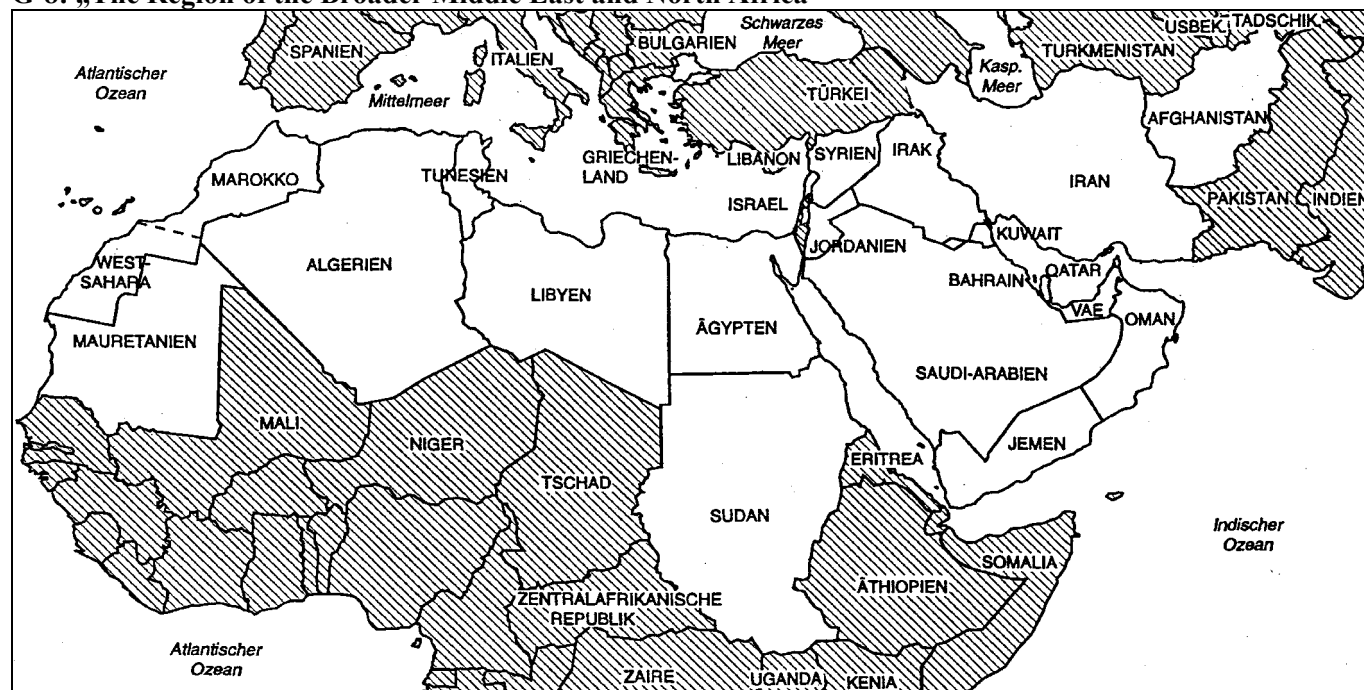 G-8: „The Region of the Broader Middle East and North Africa"
Schwarzes
Meer
USBEK.
TADSCHIK.
SPANIEN
ITALIEN
BULGARIEN
TURKMENISTAN
Atlantischer
Ozean
Kasp.
Meer
Mittelmeer
TÜRKEI
AFGHANISTAN
GRIECHEN-
LAND
LIBANON
SYRIEN
IRAK
MAROKKO
TUNESIEN
IRAN
ISRAEL
PAKISTAN
INDIEN
KUWAIT
JORDANIEN
WEST-
SAHARA
ALGERIEN
QATAR
BAHRAIN
LIBYEN
VAE
OMAN
ÄGYPTEN
MAURETANIEN
SAUDI-ARABIEN
MALI
NIGER
JEMEN
ERITREA
TSCHAD
SUDAN
Indischer
Ozean
SOMALIA
ÄTHIOPIEN
ZENTRALAFRIKANISCHE
REPUBLIK
Atlantischer
Ozean
ZAIRE
UGANDA
KENIA